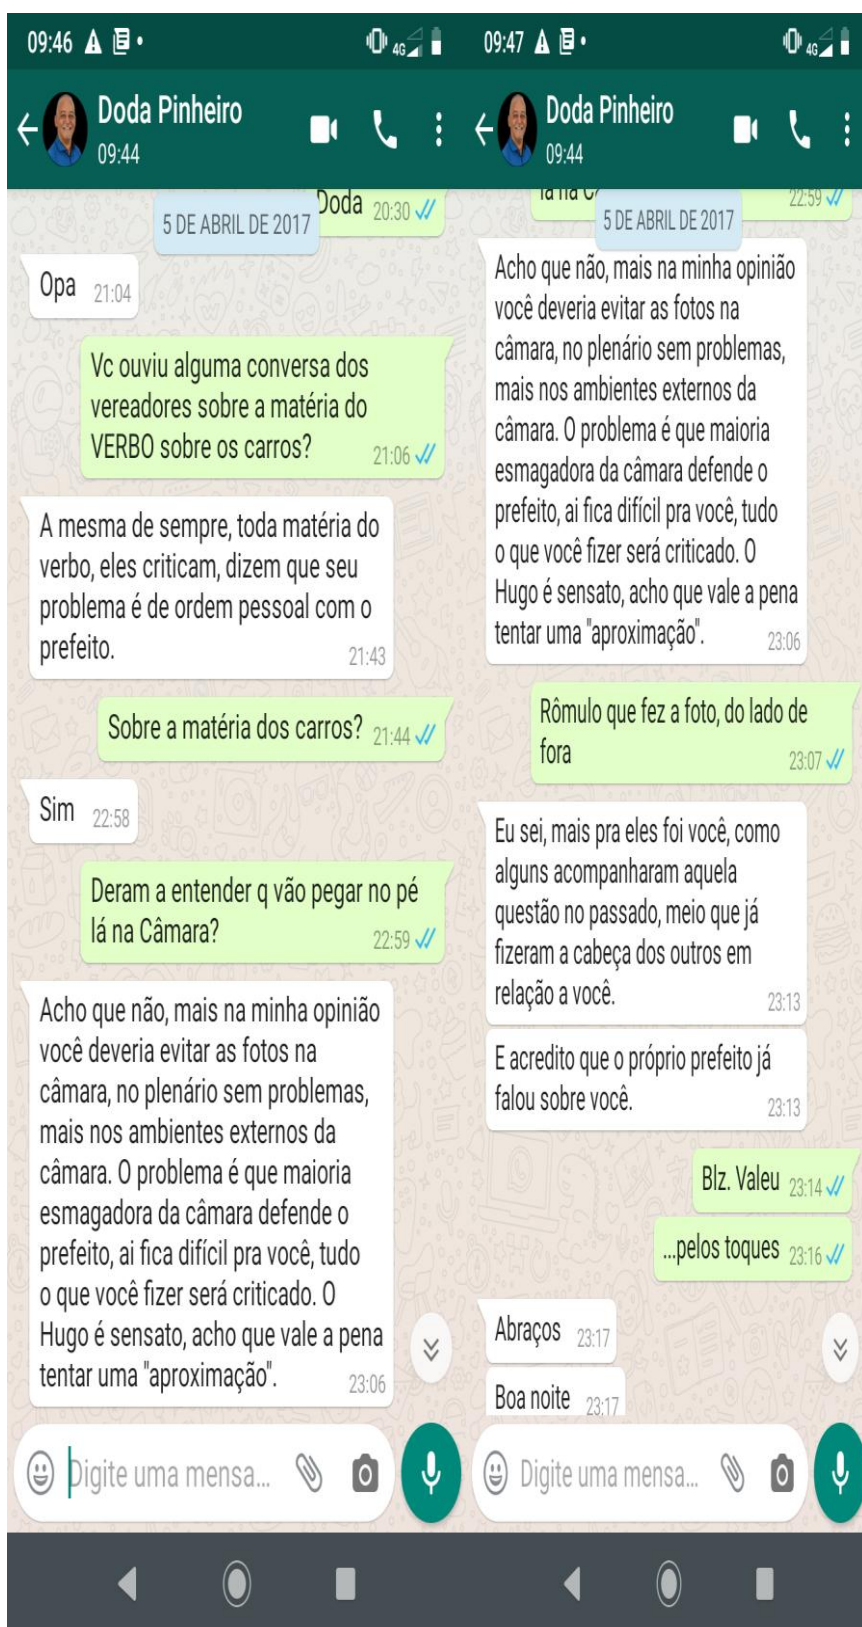 09:46
4G
Doda Pinheiro
09:44
Doda 20:30
5 DE ABRIL DE 2017
Opa 21:04
Vc ouviu alguma conversa dos
vereadores sobre a matéria do
VERBO sobre os carros? 21:06
A mesma de sempre, toda matéria do
verbo, eles criticam, dizem que seu
problema é de ordem pessoal com o
prefeito. 21:43
Sobre a matéria dos carros? 21:44
Sim 22:58
Deram a entender q vão pegar no pé
lá na Câmara? 22:59
Acho que não, mais na minha opinião
você deveria evitar as fotos na
câmara, no plenário sem problemas,
mais nos ambientes externos da
câmara. O problema é que maioria
esmagadora da câmara defende o
prefeito, ai fica difícil pra você, tudo
o que você fizer será criticado. O
Hugo é sensato, acho que vale a pena
tentar uma "aproximação". 23:06
Digite uma mensa...
09:47
4G
Doda Pinheiro
09:44
lá na C 22:59
5 DE ABRIL DE 2017
Acho que não, mais na minha opinião
você deveria evitar as fotos na
câmara, no plenário sem problemas,
mais nos ambientes externos da
câmara. O problema é que maioria
esmagadora da câmara defende o
prefeito, ai fica difícil pra você, tudo
o que você fizer será criticado. O
Hugo é sensato, acho que vale a pena
tentar uma "aproximação". 23:06
Rômulo que fez a foto, do lado de
fora 23:07
Eu sei, mais pra eles foi você, como
alguns acompanharam aquela
questão no passado, meio que já
fizeram a cabeça dos outros em
relação a você. 23:13
E acredito que o próprio prefeito já
falou sobre você. 23:13
Blz. Valeu 23:14
...pelos toques 23:16
Abraços 23:17
Boa noite 23:17
Digite uma mensa...